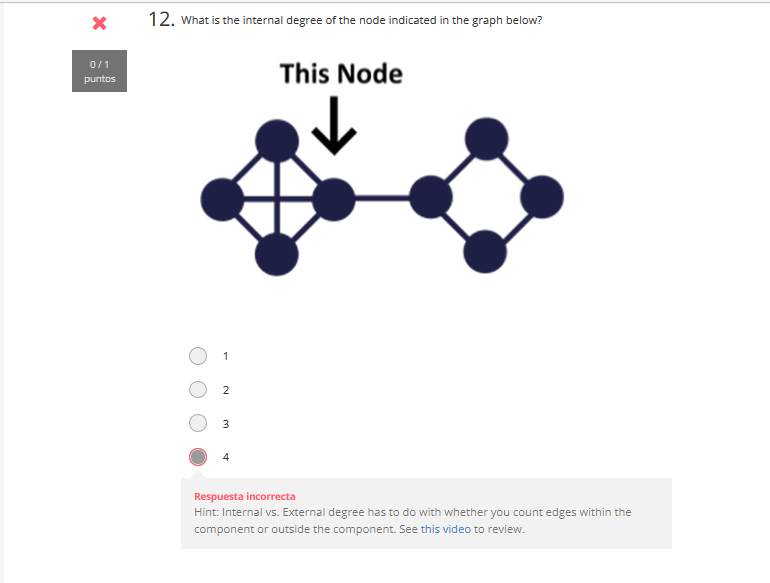 12. What is the internal degree of the node indicated in the graph below?
0 / 1
puntos
This Node
1
2
3
4
Respuesta incorrecta
Hint: Internal vs. External degree has to do with whether you count edges within the
component or outside the component. See this video to review.